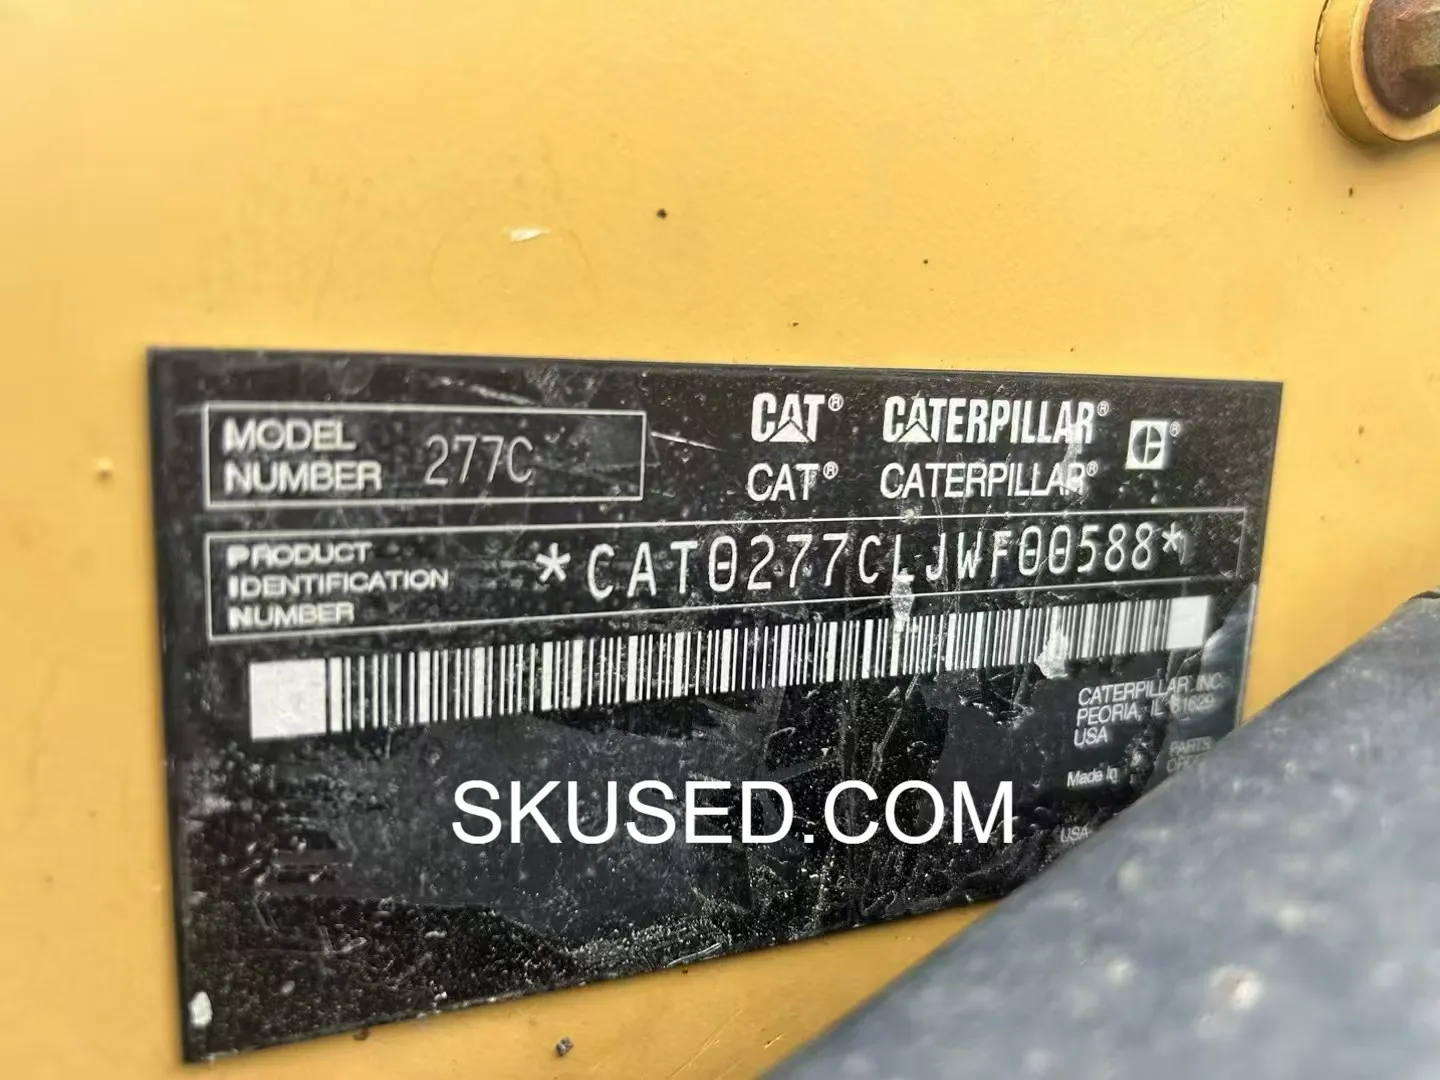 MODEL
NUMBER 277C
CAT® CATERPILLAR®
CAT® CATERPILLAR®
PRODUCT
IDENTIFICATION
NUMBER
*CAT0277CLJWF00588*
CATERPILLAR INC.
PEORIA, IL 61629
USA
PARTS
Made In
USA
SKUSED.COM